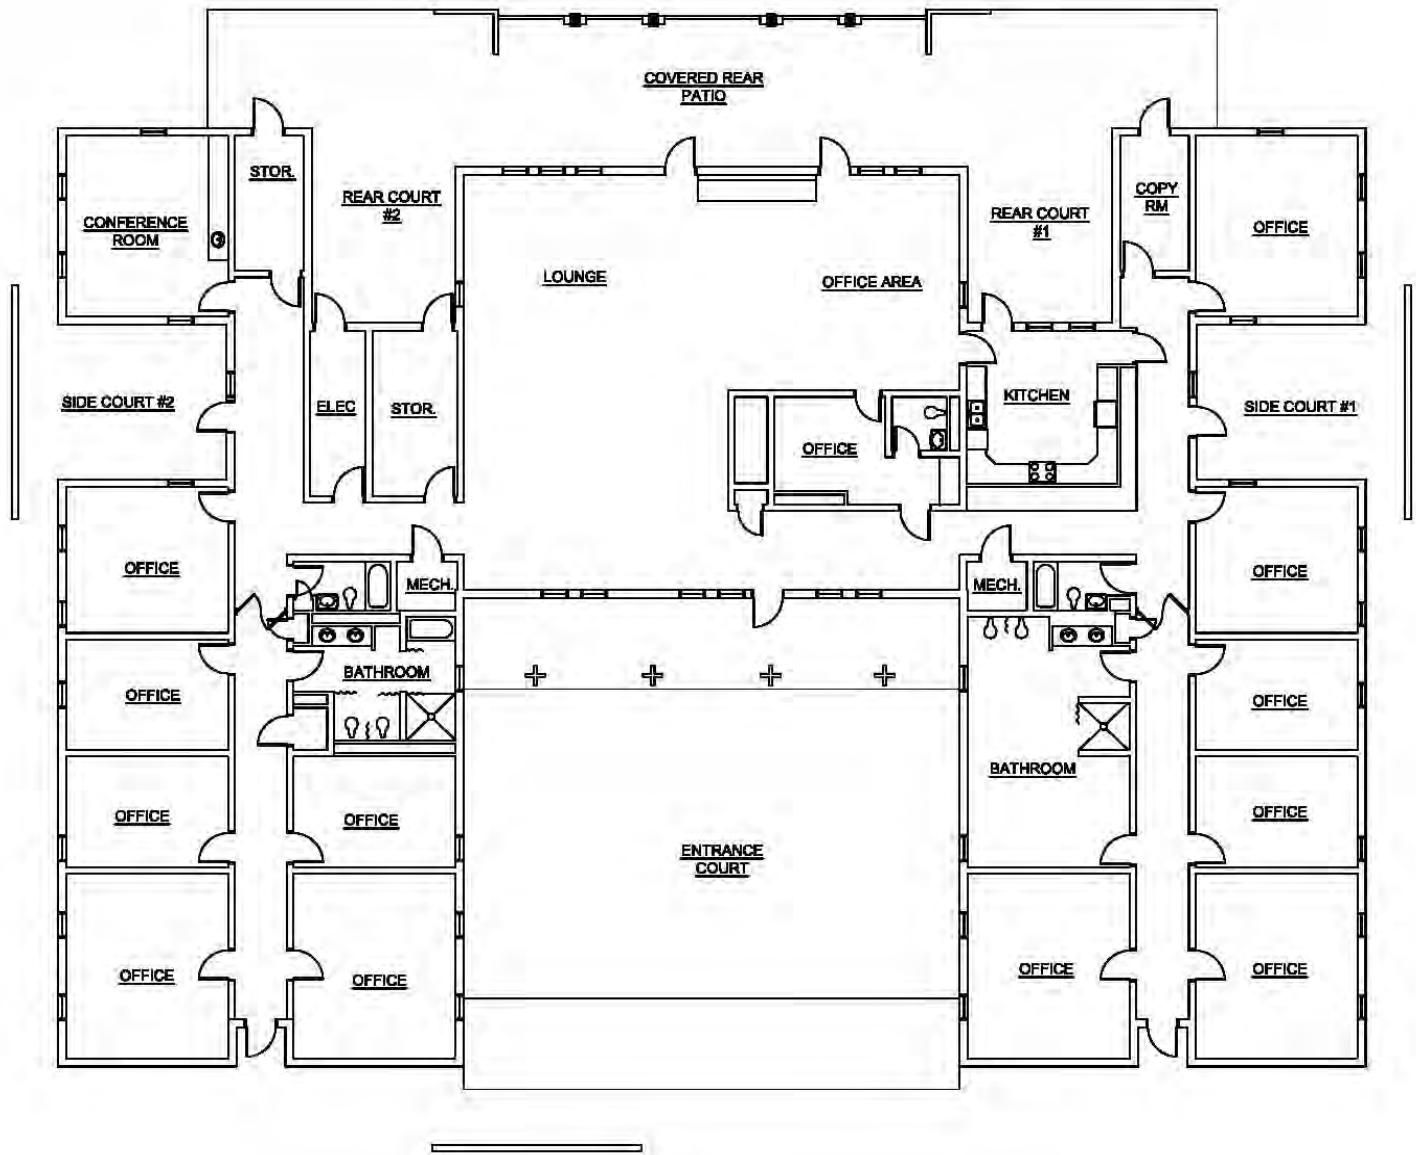 COVERED REAR
PATIO
STOR.
REAR COURT
#2
CONFERENCE
ROOM
COPY
RM
REAR COURT
#1
OFFICE
LOUNGE
OFFICE AREA
SIDE COURT #2
ELEC
STOR.
KITCHEN
SIDE COURT #1
OFFICE
OFFICE
MECH.
MECH.
OFFICE
BATHROOM
OFFICE
OFFICE
BATHROOM
OFFICE
OFFICE
OFFICE
ENTRANCE
COURT
OFFICE
OFFICE
OFFICE
OFFICE
OFFICE